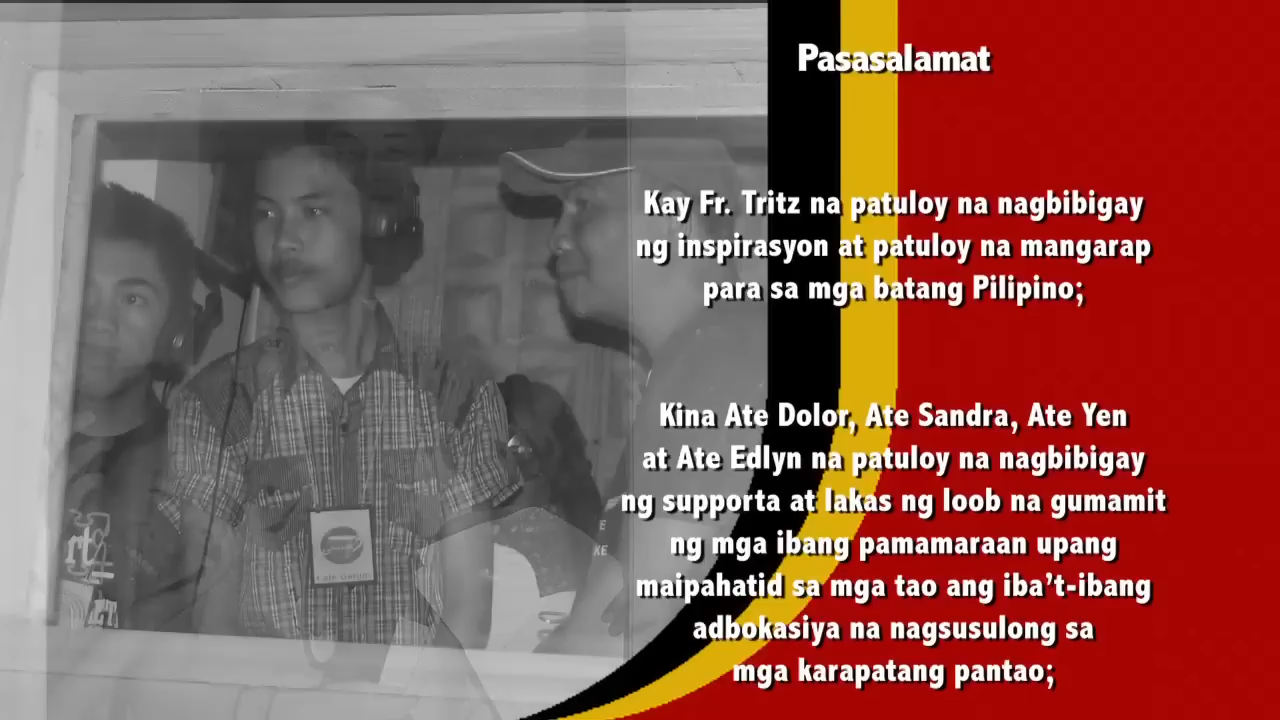 Pasasalamat
Kay Fr. Tritz na patuloy na nagbibigay
ng inspirasyon at patuloy na mangarap
para sa mga batang Pilipino;
Kina Ate Dolor, Ate Sandra, Ate Yen
at Ate Edlyn na patuloy na nagbibigay
ng supporta at lakas ng loob na gumamit
ng mga ibang pamamaraan upang
maipahatid sa mga tao ang iba’t-ibang
adbokasiya na nagsusulong sa
mga karapatang pantao;